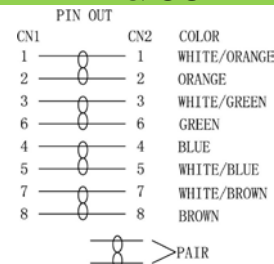 PIN OUT
CN1 CN2 COLOR
1 1 WHITE/ORANGE
2 2 ORANGE
3 3 WHITE/GREEN
6 6 GREEN
4 4 BLUE
5 5 WHITE/BLUE
7 7 WHITE/BROWN
8 8 BROWN
PAIR